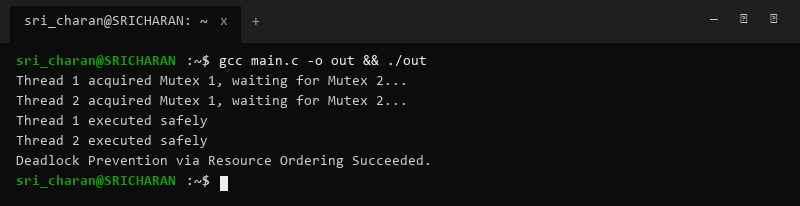 sri_charan@SRICHARAN: ~ x +
sri_charan@SRICHARAN :~$ gcc main.c -o out && ./out
Thread 1 acquired Mutex 1, waiting for Mutex 2...
Thread 2 acquired Mutex 1, waiting for Mutex 2...
Thread 1 executed safely
Thread 2 executed safely
Deadlock Prevention via Resource Ordering Succeeded.
sri_charan@SRICHARAN :~$